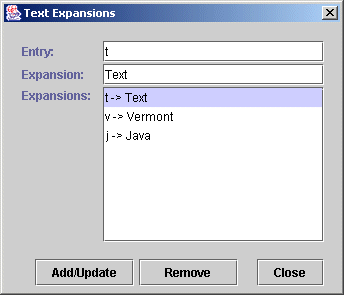 Text Expansions
Entry: t
Expansion: Text
Expansions: t -> Text
v -> Vermont
j -> Java
Add/Update Remove Close